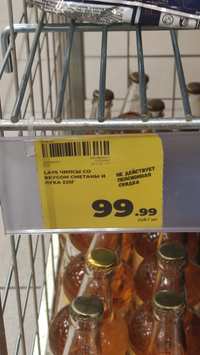 LAYS ЧИПСЫ СО
ВКУСОМ СМЕТАНЫ И
ЛУКА 225Г
НЕ ДЕЙСТВУЕТ
ПЕНСИОННАЯ
СКИДКА
99.99